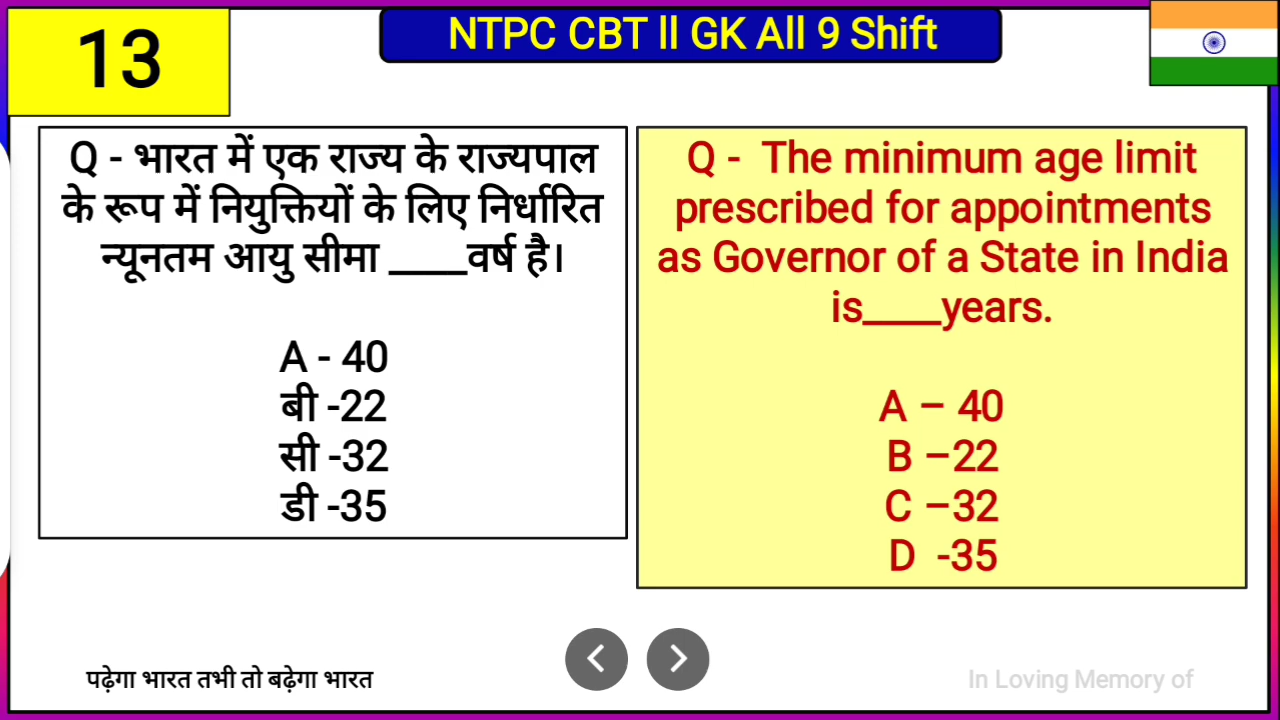 13
NTPC CBT ll GK All 9 Shift
Q - भारत में एक राज्य के राज्यपाल
के रूप में नियुक्तियों के लिए निर्धारित
न्यूनतम आयु सीमा ____वर्ष है।
A - 40
बी -22
सी -32
डी -35
Q - The minimum age limit
prescribed for appointments
as Governor of a State in India
is____years.
A – 40
B –22
C –32
D -35
पढ़ेगा भारत तभी तो बढ़ेगा भारत
In Loving Memory of